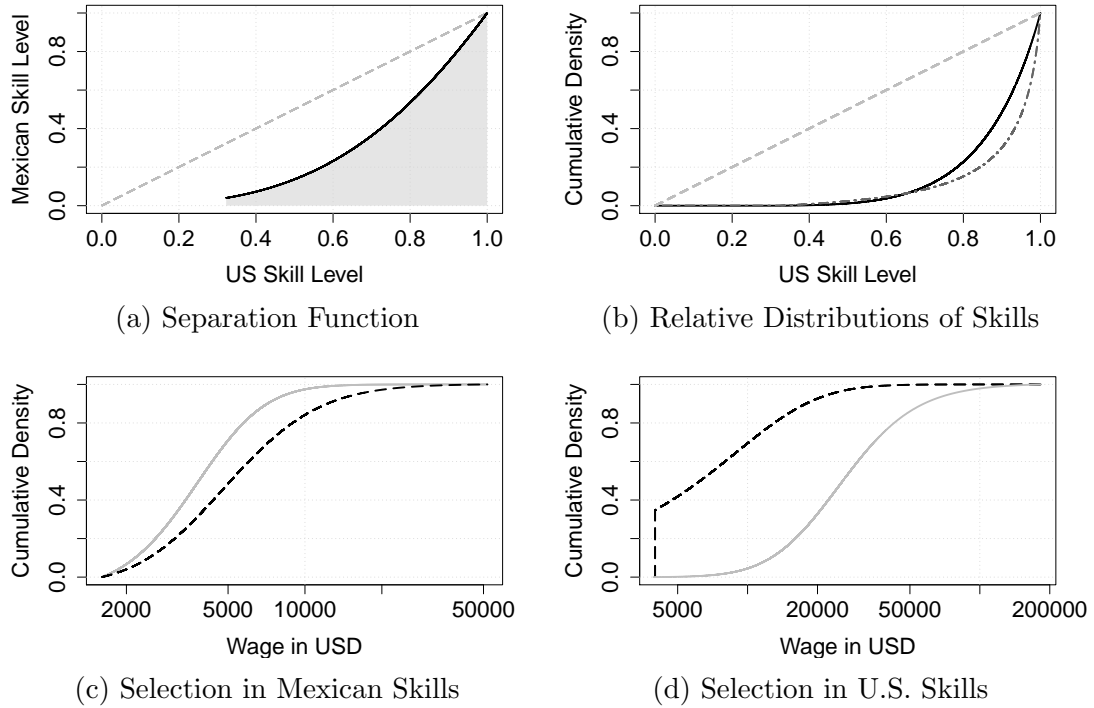 Mexican Skill Level
0.0 0.4 0.8
0.0 0.2 0.4 0.6 0.8 1.0
US Skill Level
(a) Separation Function
Cumulative Density
0.0 0.4 0.8
0.0 0.2 0.4 0.6 0.8 1.0
US Skill Level
(b) Relative Distributions of Skills
Cumulative Density
0.0 0.4 0.8
2000 5000 10000 50000
Wage in USD
(c) Selection in Mexican Skills
Cumulative Density
0.0 0.4 0.8
5000 20000 50000 200000
Wage in USD
(d) Selection in U.S. Skills